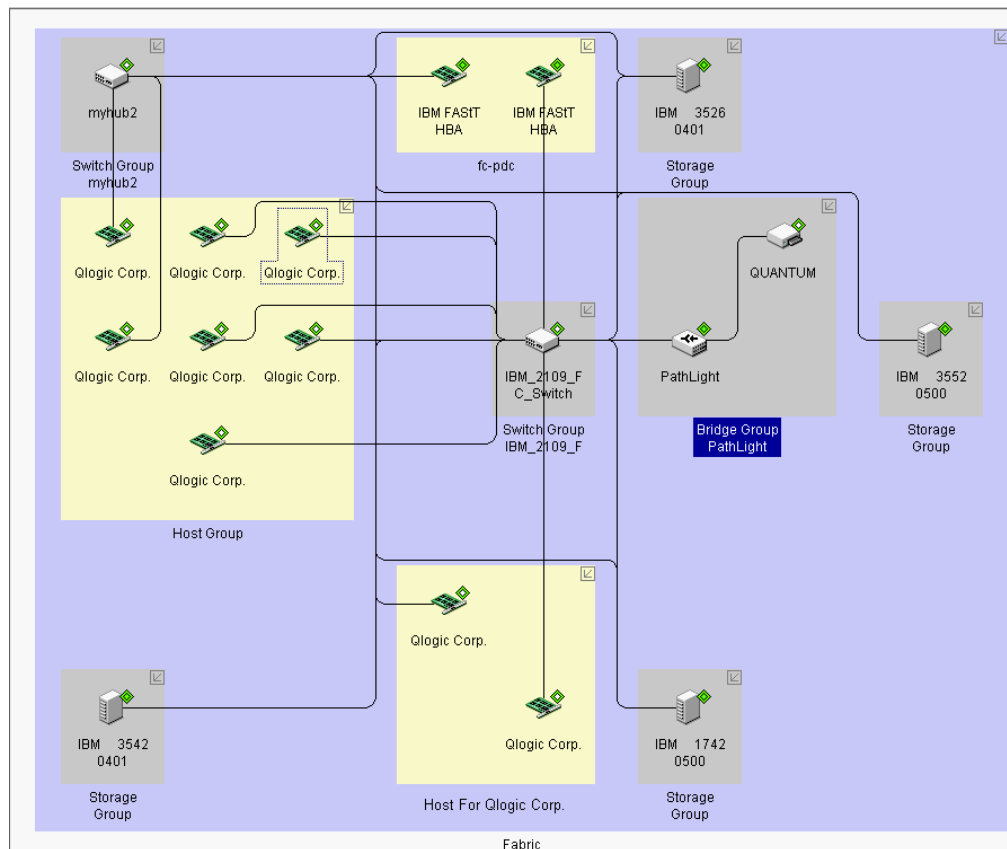 myhub2
Switch Group
myhub2
IBM FAStT
HBA
IBM FAStT
HBA
fc-pdc
IBM 3526
0401
Storage
Group
Qlogic Corp.
Qlogic Corp.
Qlogic Corp.
Qlogic Corp.
Qlogic Corp.
Qlogic Corp.
Qlogic Corp.
Host Group
IBM_2109_F
C_Switch
Switch Group
IBM_2109_F
QUANTUM
PathLight
Bridge Group
PathLight
IBM 3552
0500
Storage
Group
IBM 3542
0401
Storage
Group
Qlogic Corp.
Qlogic Corp.
Host For Qlogic Corp.
IBM 1742
0500
Storage
Group
Fabric